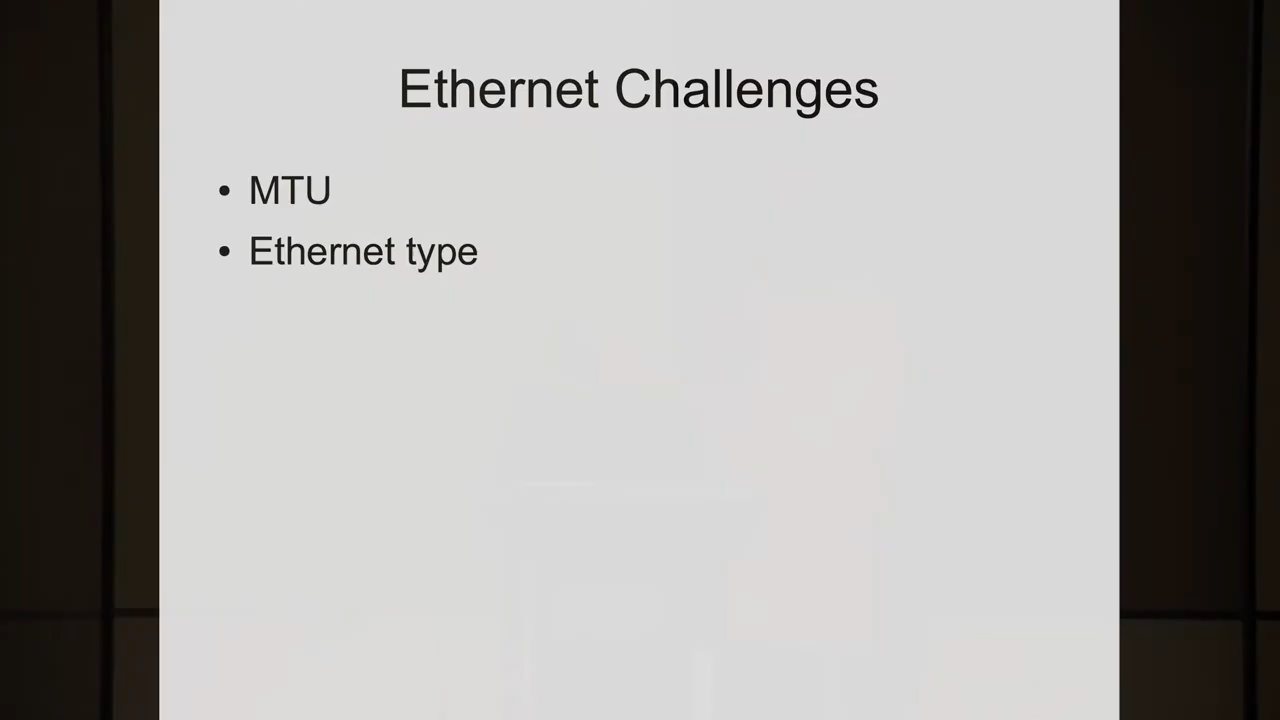 Ethernet Challenges
• MTU
• Ethernet type